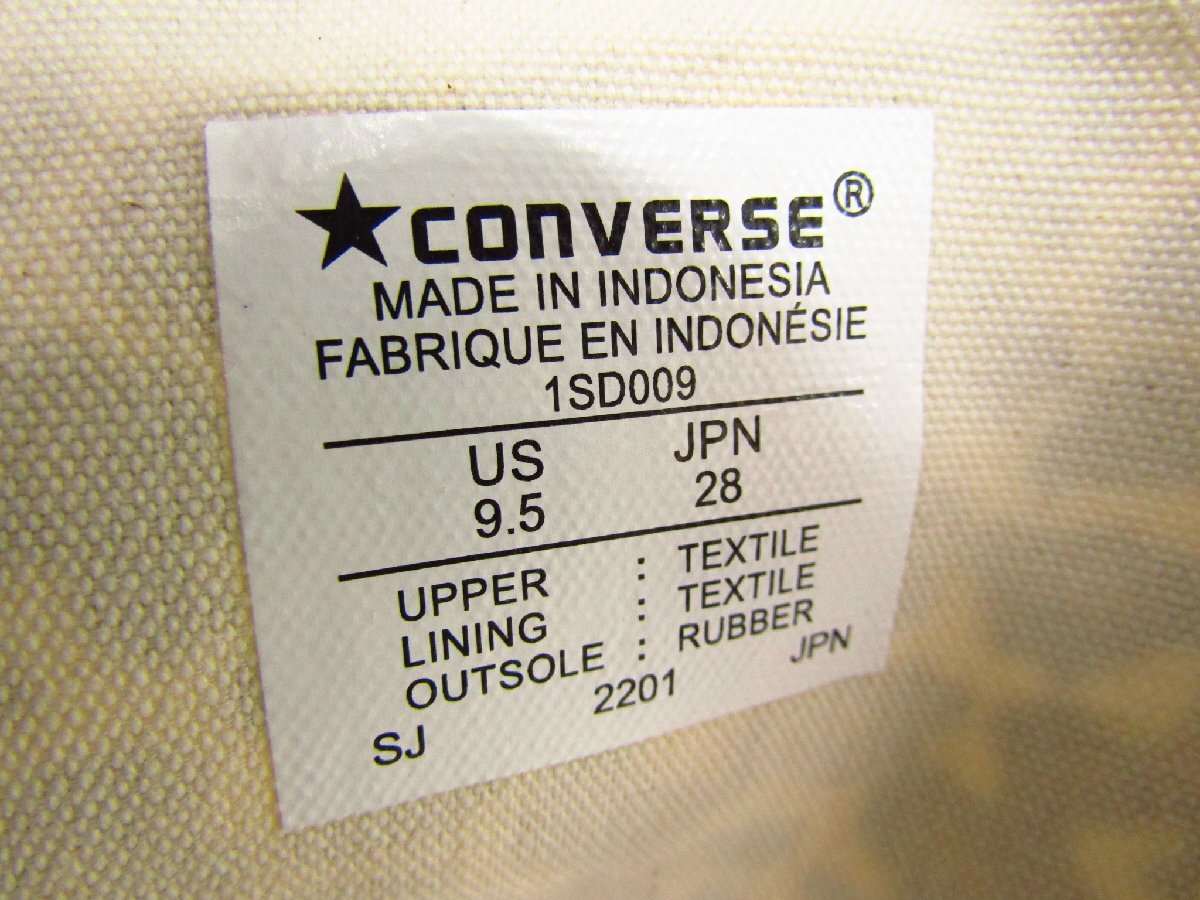 ★CONVERSE®
MADE IN INDONESIA
FABRIQUE EN INDONÉSIE
1SD009
US JPN
9.5 28
UPPER : TEXTILE
LINING : TEXTILE
OUTSOLE : RUBBER
SJ 2201 JPN